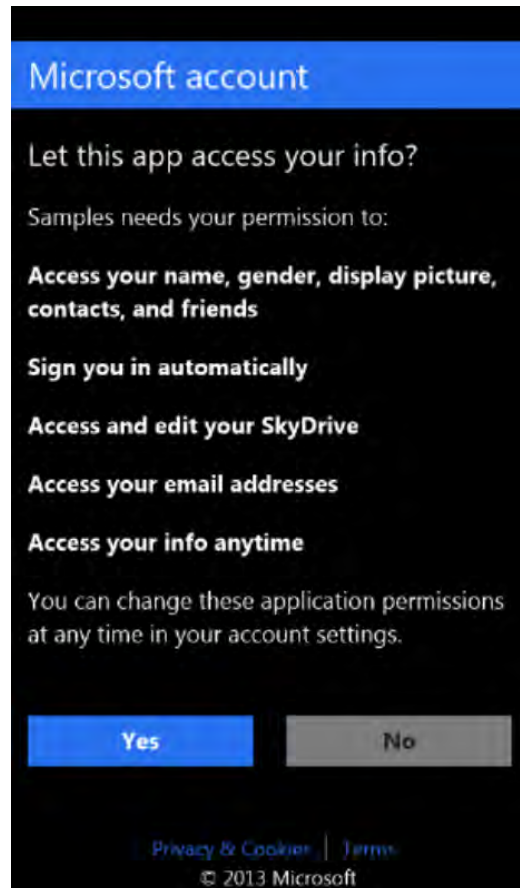 Microsoft account
Let this app access your info?
Samples needs your permission to:
Access your name, gender, display picture,
contacts, and friends
Sign you in automatically
Access and edit your SkyDrive
Access your email addresses
Access your info anytime
You can change these application permissions
at any time in your account settings.
Yes
No
Privacy & Cookies | Terms
© 2013 Microsoft